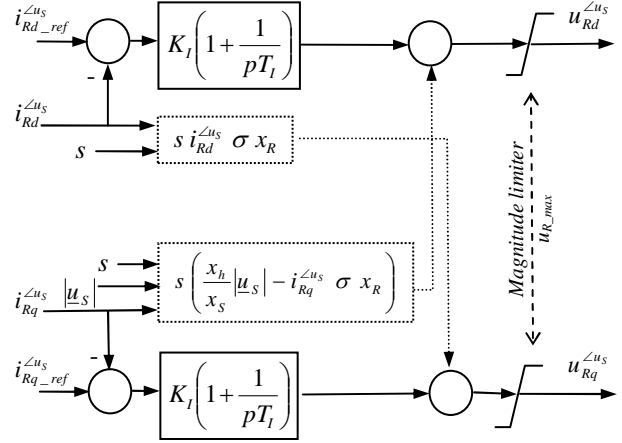 i_{Rd_ref}^{∠u_S}
K_I(1 + 1/(pT_I))
u_{Rd}^{∠u_S}
-
i_{Rd}^{∠u_S}
s
s i_{Rd}^{∠u_S} σ x_R
Magnitude limiter
u_{R_max}
s
|u_S|
s(x_h/x_S |u_S| − i_{Rq}^{∠u_S} σ x_R)
i_{Rq}^{∠u_S}
-
i_{Rq_ref}^{∠u_S}
K_I(1 + 1/(pT_I))
u_{Rq}^{∠u_S}